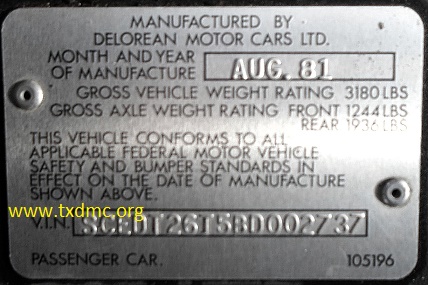 MANUFACTURED BY
DELOREAN MOTOR CARS LTD.
MONTH AND YEAR
OF MANUFACTURE AUG. 81
GROSS VEHICLE WEIGHT RATING 3180 LBS
GROSS AXLE WEIGHT RATING FRONT 1244 LBS
REAR 1936 LBS
THIS VEHICLE CONFORMS TO ALL
APPLICABLE FEDERAL MOTOR VEHICLE
SAFETY AND BUMPER STANDARDS IN
EFFECT ON THE DATE OF MANUFACTURE
SHOWN ABOVE.
www.txdmc.org
V.I.N. SCEDT26T5BD002737
PASSENGER CAR. 105196